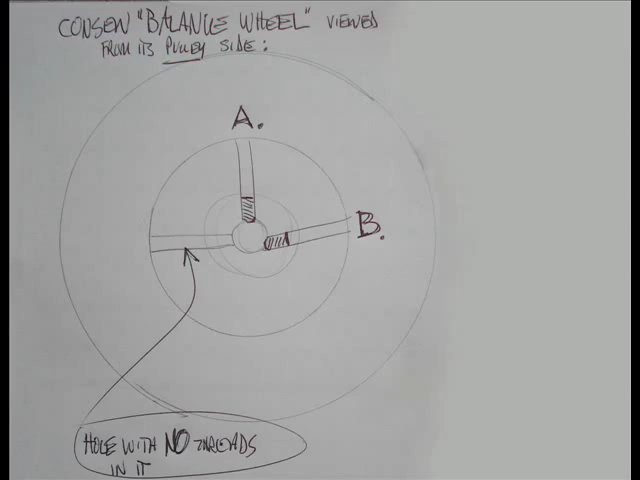 CONSEW "BALANCE WHEEL" VIEWED
FROM ITS PULLEY SIDE:
A.
B.
HOLE WITH NO THREADS
IN IT